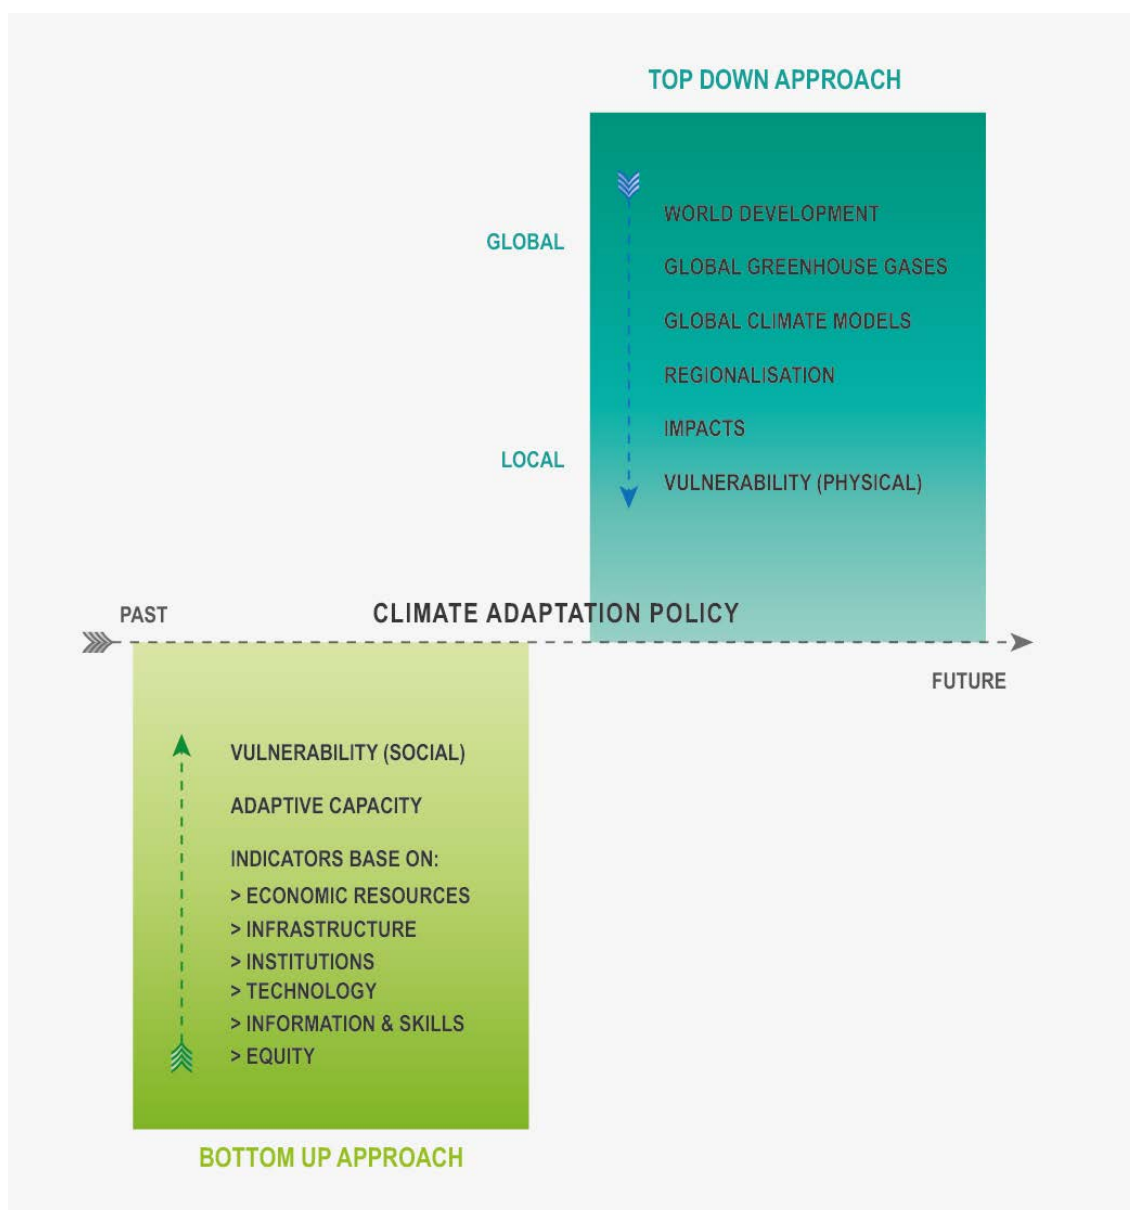 TOP DOWN APPROACH
GLOBAL
WORLD DEVELOPMENT
GLOBAL GREENHOUSE GASES
GLOBAL CLIMATE MODELS
REGIONALISATION
IMPACTS
LOCAL
VULNERABILITY (PHYSICAL)
PAST
CLIMATE ADAPTATION POLICY
FUTURE
VULNERABILITY (SOCIAL)
ADAPTIVE CAPACITY
INDICATORS BASE ON:
> ECONOMIC RESOURCES
> INFRASTRUCTURE
> INSTITUTIONS
> TECHNOLOGY
> INFORMATION & SKILLS
> EQUITY
BOTTOM UP APPROACH